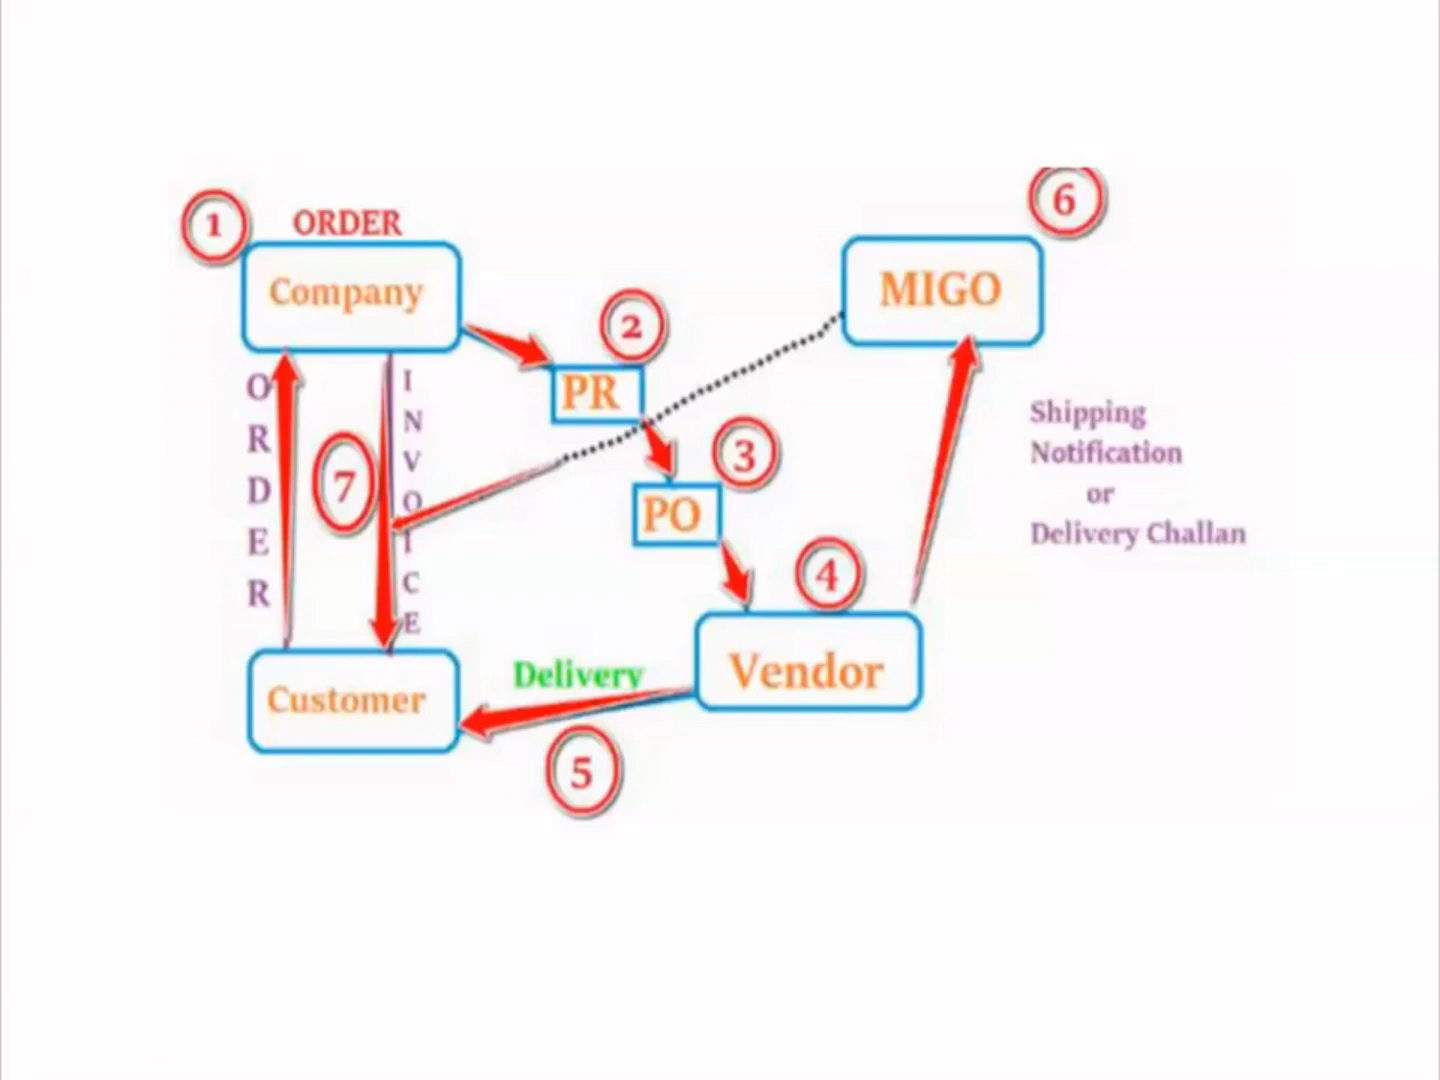 1
ORDER
Company
6
MIGO
2
PR
ORDER
INVOICE
7
3
PO
Shipping
Notification
or
Delivery Challan
4
Vendor
Delivery
Customer
5